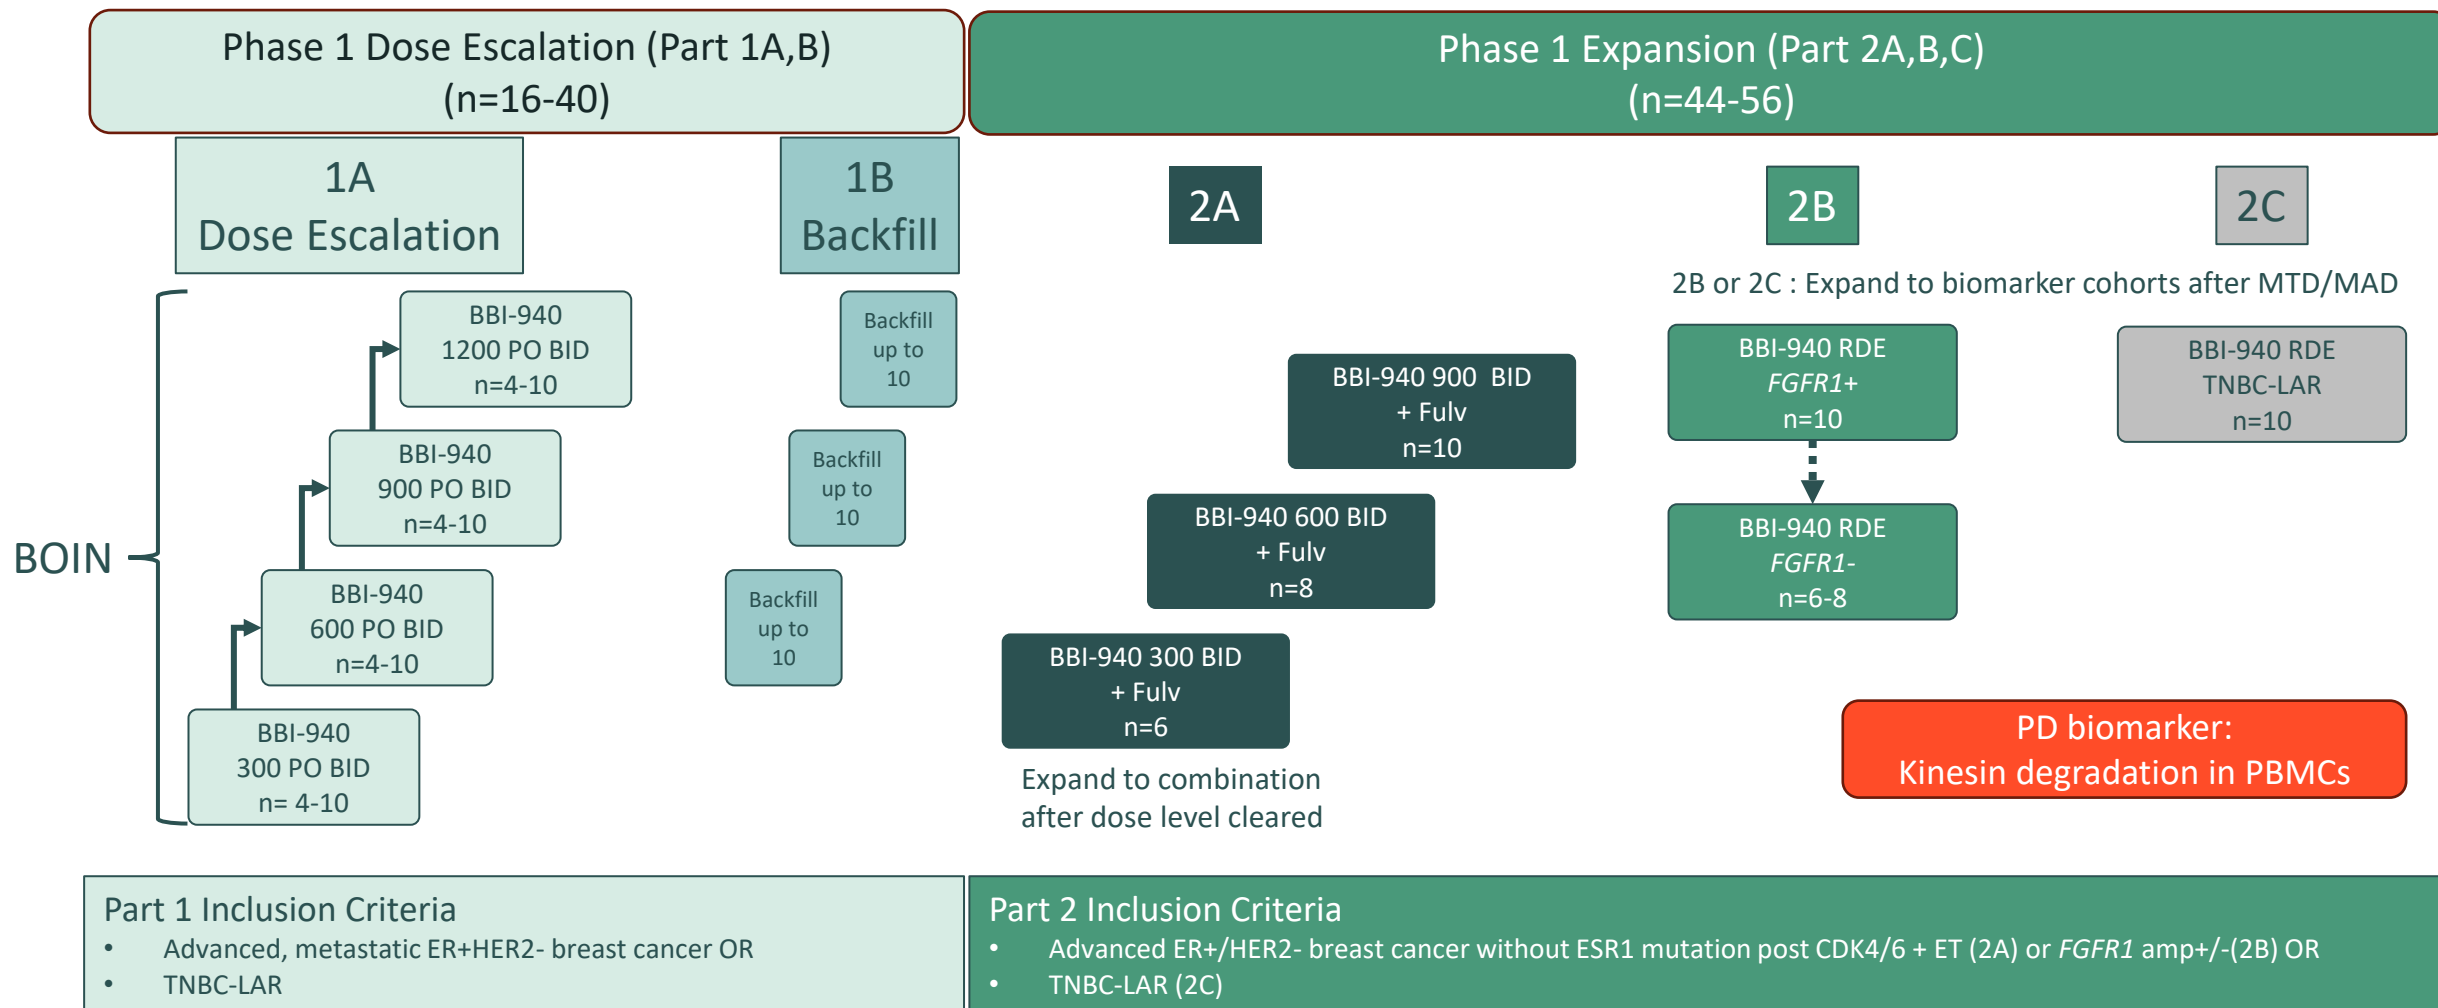 Phase 1 Dose Escalation (Part 1A,B)
(n=16-40)
Phase 1 Expansion (Part 2A,B,C)
(n=44-56)
1A
Dose Escalation
1B
Backfill
2A
2B
2C
2B or 2C : Expand to biomarker cohorts after MTD/MAD
BOIN
BBI-940
1200 PO BID
n=4-10
BBI-940
900 PO BID
n=4-10
BBI-940
600 PO BID
n=4-10
BBI-940
300 PO BID
n= 4-10
Backfill
up to
10
Backfill
up to
10
Backfill
up to
10
BBI-940 900  BID
+ Fulv
n=10
BBI-940 600 BID
+ Fulv
n=8
BBI-940 300 BID
+ Fulv
n=6
Expand to combination
after dose level cleared
BBI-940 RDE
FGFR1+
n=10
BBI-940 RDE
FGFR1-
n=6-8
BBI-940 RDE
TNBC-LAR
n=10
PD biomarker:
Kinesin degradation in PBMCs
Part 1 Inclusion Criteria
• Advanced, metastatic ER+HER2- breast cancer OR
• TNBC-LAR
Part 2 Inclusion Criteria
• Advanced ER+/HER2- breast cancer without ESR1 mutation post CDK4/6 + ET (2A) or FGFR1 amp+/-(2B) OR
• TNBC-LAR (2C)